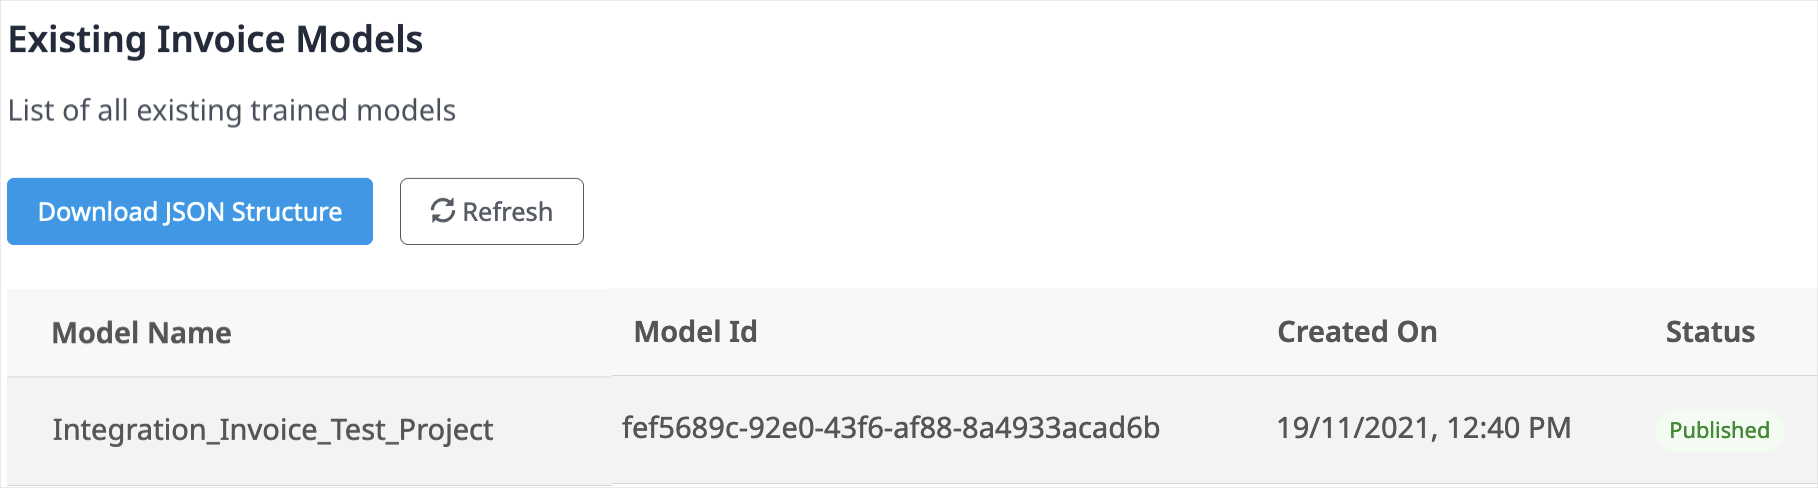 Existing Invoice Models
List of all existing trained models
Download JSON Structure Refresh
Model Name Model Id Created On Status
Integration_Invoice_Test_Project fef5689c-92e0-43f6-af88-8a4933acad6b 19/11/2021, 12:40 PM Published